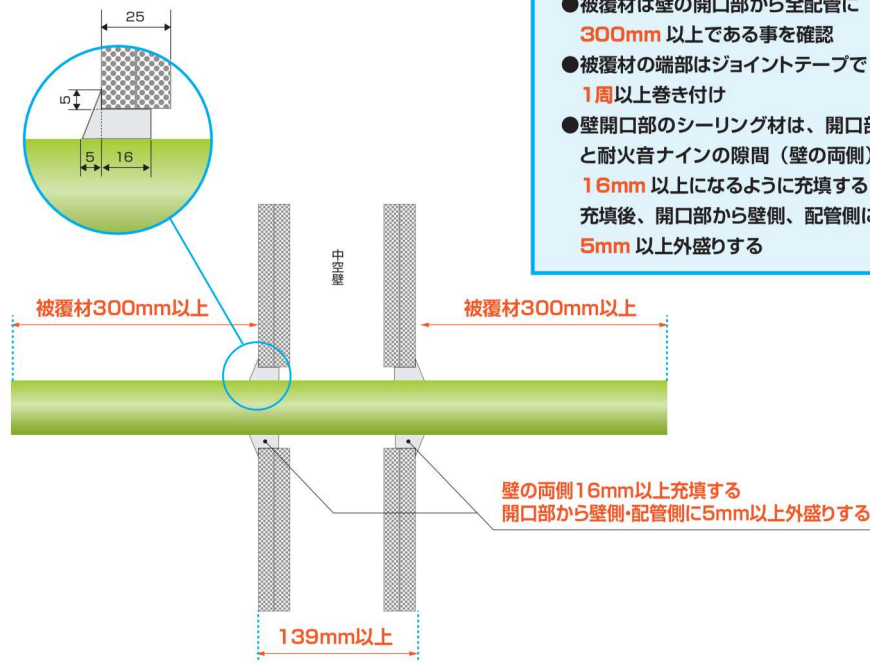 25
5
5
16
●被覆材は壁の開口部から全配管に
300mm 以上である事を確認
●被覆材の端部はジョイントテープで
1周以上巻き付け
●壁開口部のシーリング材は、開口部
と耐火音ナインの隙間（壁の両側）
16mm 以上になるように充填する
充填後、開口部から壁側、配管側に
5mm 以上外盛りする
中空壁
被覆材300mm以上
被覆材300mm以上
壁の両側16mm以上充填する
開口部から壁側・配管側に5mm以上外盛りする
139mm以上